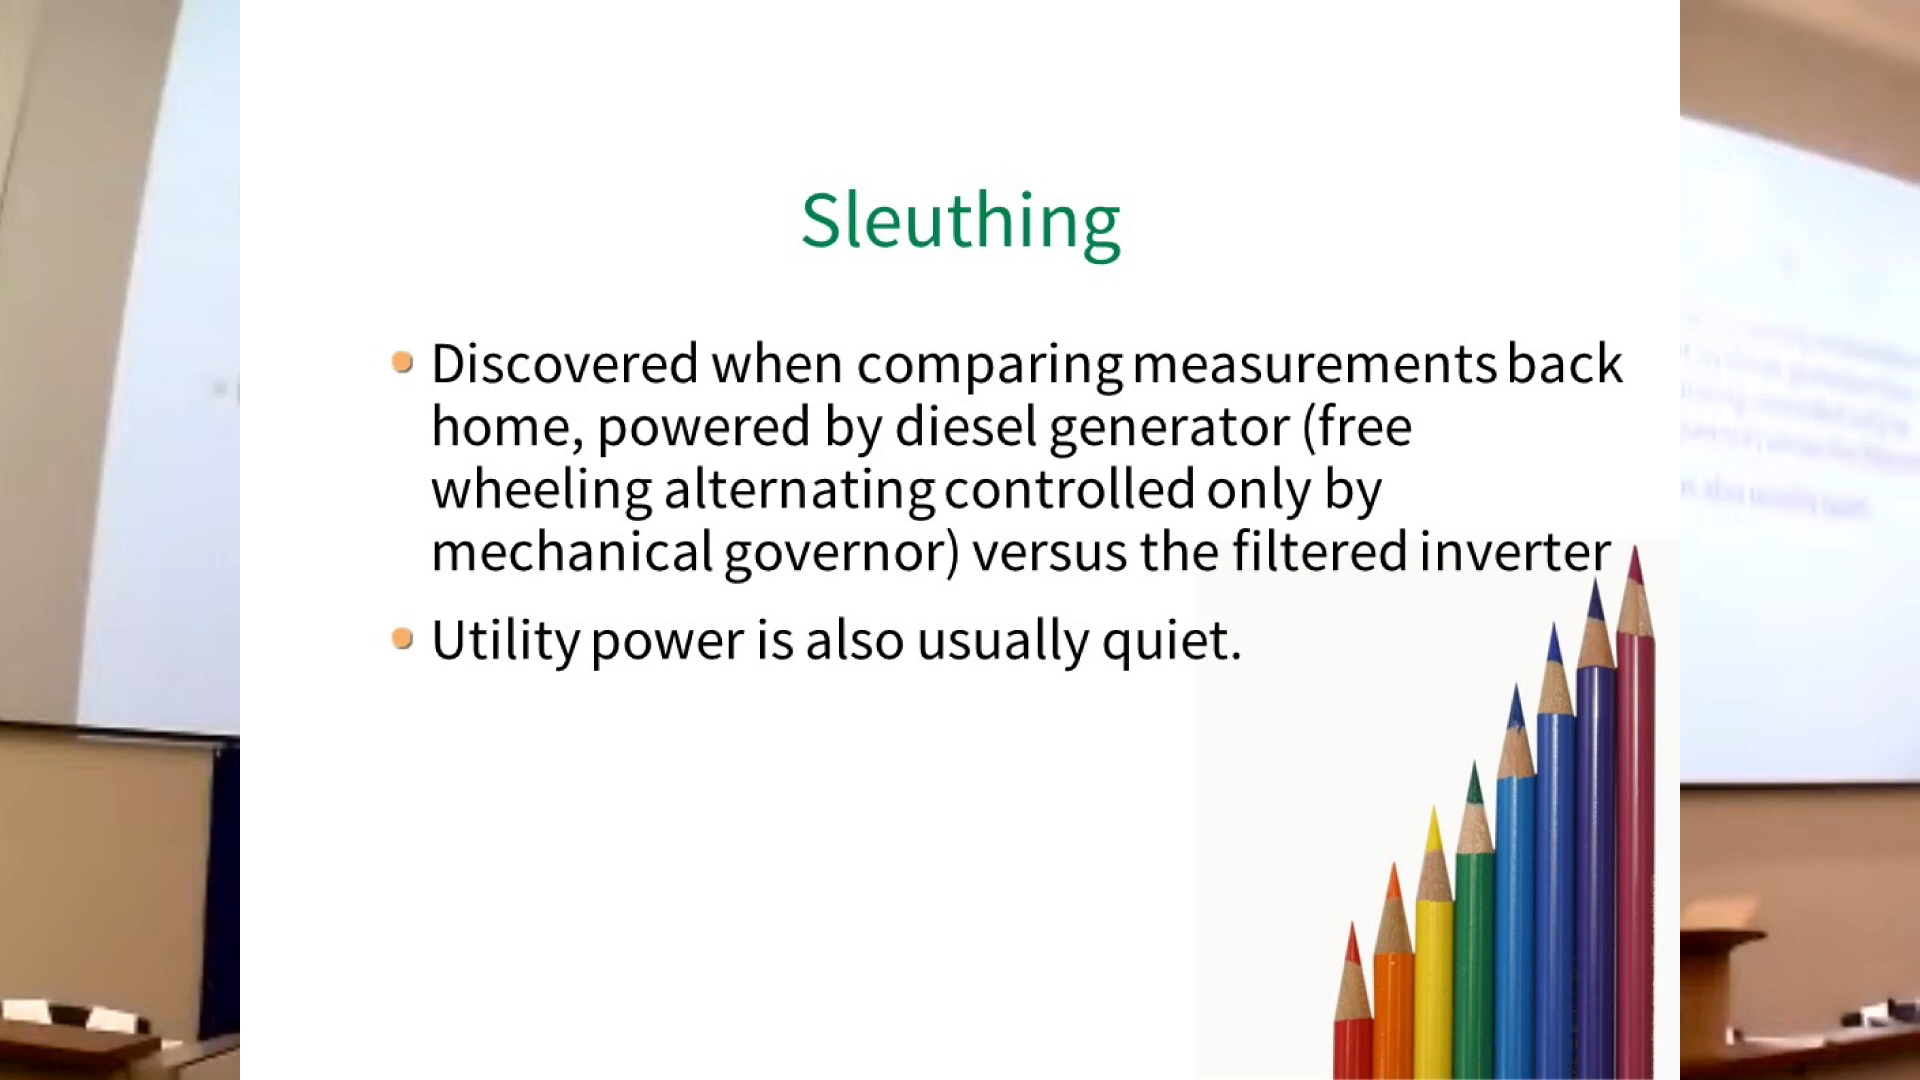 Sleuthing
Discovered when comparing measurements back
home, powered by diesel generator (free
wheeling alternating controlled only by
mechanical governor) versus the filtered inverter
Utility power is also usually quiet.